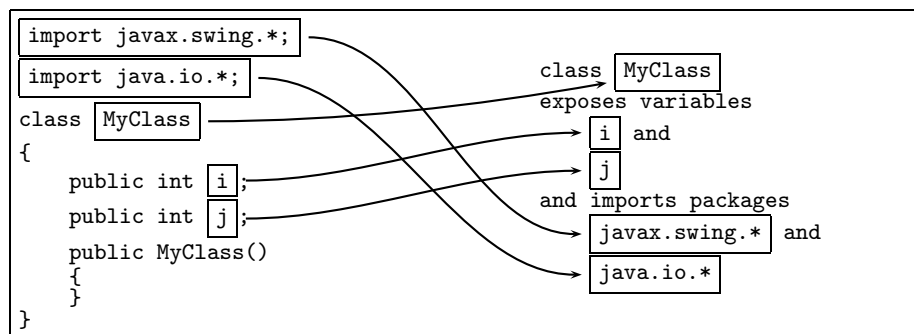 import javax.swing.*;
import java.io.*;
class MyClass
{
public int i;
public int j;
public MyClass()
{
}
}
class MyClass
exposes variables
i and
j
and imports packages
javax.swing.* and
java.io.*